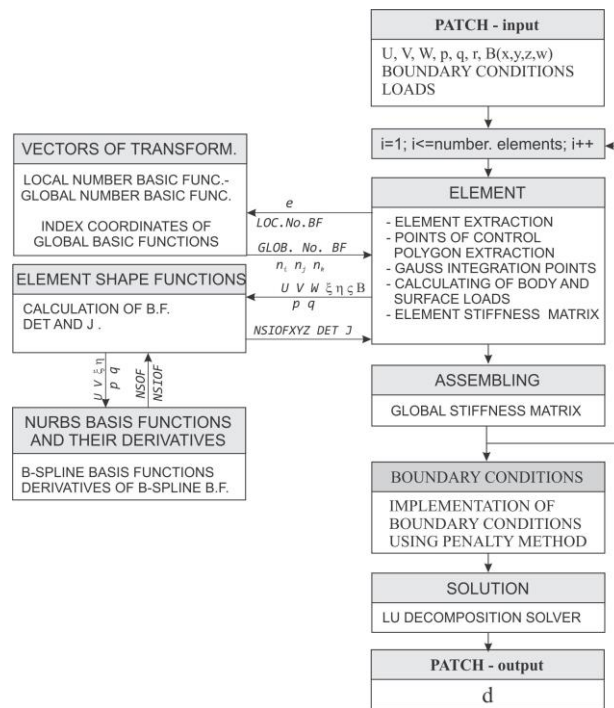 PATCH - input
U, V, W, p, q, r, B(x,y,z,w)
BOUNDARY CONDITIONS
LOADS
i=1; i<=number. elements; i++
VECTORS OF TRANSFORM.
LOCAL NUMBER BASIC FUNC.-
GLOBAL NUMBER BASIC FUNC.
INDEX COORDINATES OF
GLOBAL BASIC FUNCTIONS
e
LOC.No.BF
GLOB. No. BF
n_i n_j n_k
ELEMENT
- ELEMENT EXTRACTION
- POINTS OF CONTROL
POLYGON EXTRACTION
- GAUSS INTEGRATION POINTS
- CALCULATING OF BODY AND
SURFACE LOADS
- ELEMENT STIFFNESS MATRIX
ELEMENT SHAPE FUNCTIONS
CALCULATION OF B.F.
DET AND J .
U V W ξ η ς B
p q
NSIOFXYZ DET J
U V ξ η
p q
NSOF
NSIOF
NURBS BASIS FUNCTIONS
AND THEIR DERIVATIVES
B-SPLINE BASIS FUNCTIONS
DERIVATIVES OF B-SPLINE B.F.
ASSEMBLING
GLOBAL STIFFNESS MATRIX
BOUNDARY CONDITIONS
IMPLEMENTATION OF
BOUNDARY CONDITIONS
USING PENALTY METHOD
SOLUTION
LU DECOMPOSITION SOLVER
PATCH - output
d